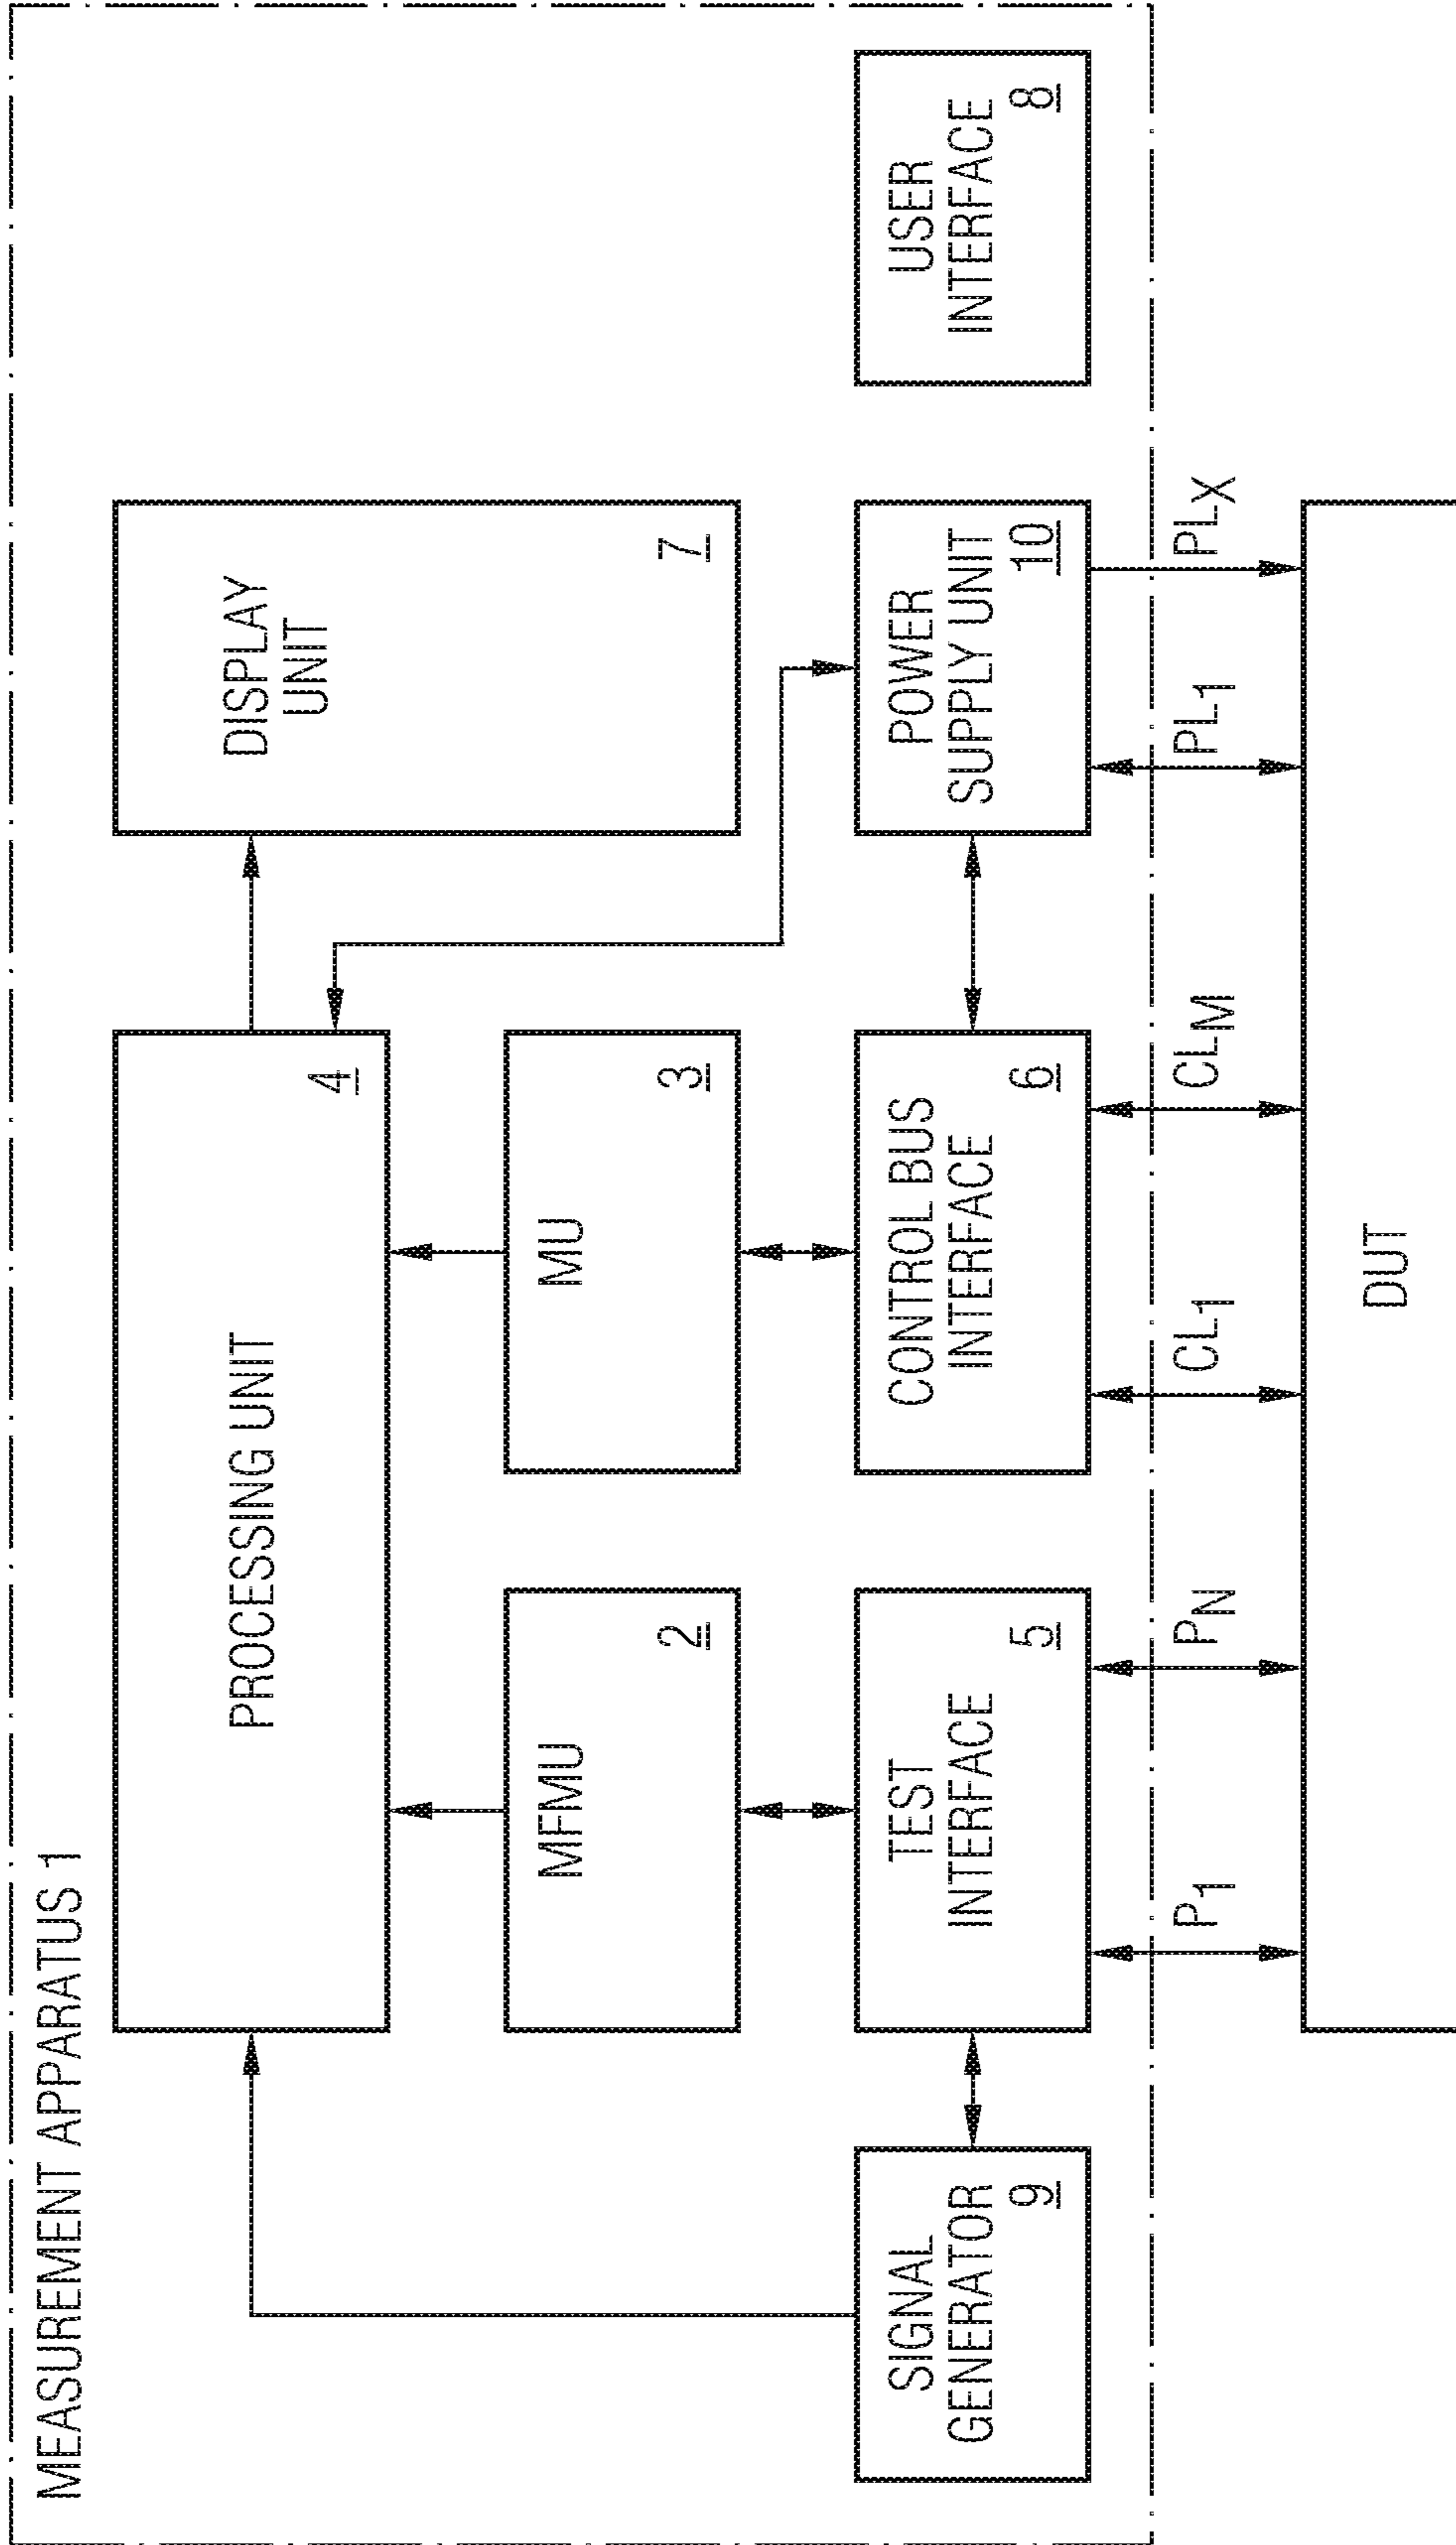 MEASUREMENT APPARATUS 1
PROCESSING UNIT
4
DISPLAY
UNIT
7
MFMU
2
MU
3
SIGNAL
GENERATOR
9
TEST
INTERFACE
5
CONTROL BUS
INTERFACE
6
POWER
SUPPLY UNIT
10
USER
INTERFACE
8
P1
PN
CL1
CLM
PL1
PLX
DUT